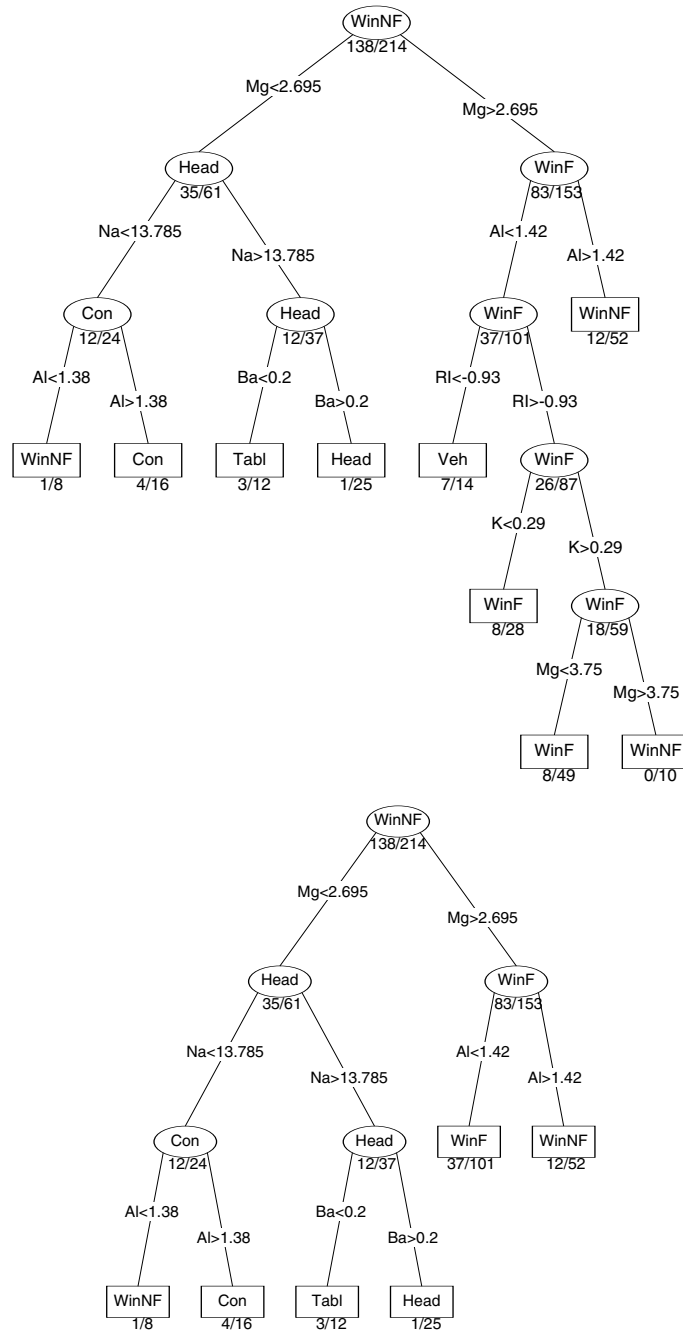 WinNF
138/214
Mg<2.695
Mg>2.695
Head
35/61
WinF
83/153
Na<13.785
Na>13.785
Al<1.42
Al>1.42
Con
12/24
Head
12/37
WinF
37/101
WinNF
12/52
Al<1.38
Al>1.38
Ba<0.2
Ba>0.2
RI<-0.93
RI>-0.93
WinNF
1/8
Con
4/16
Tabl
3/12
Head
1/25
Veh
7/14
WinF
26/87
K<0.29
K>0.29
WinF
8/28
WinF
18/59
Mg<3.75
Mg>3.75
WinF
8/49
WinNF
0/10
WinNF
138/214
Mg<2.695
Mg>2.695
Head
35/61
WinF
83/153
Na<13.785
Na>13.785
Al<1.42
Al>1.42
Con
12/24
Head
12/37
WinF
37/101
WinNF
12/52
Al<1.38
Al>1.38
Ba<0.2
Ba>0.2
WinNF
1/8
Con
4/16
Tabl
3/12
Head
1/25